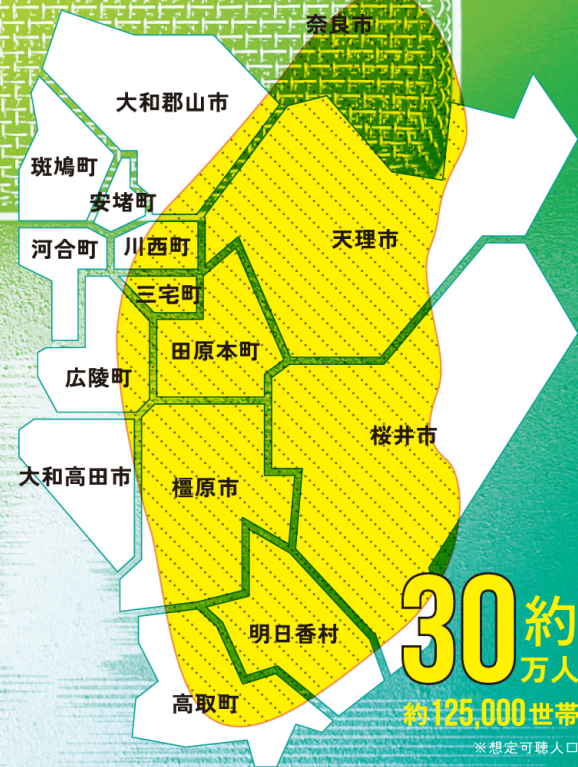 奈良市
大和郡山市
斑鳩町
安堵町
河合町
川西町
天理市
三宅町
田原本町
広陵町
桜井市
大和高田市
橿原市
明日香村
高取町
約30万人
約125,000世帯
※想定可聴人口